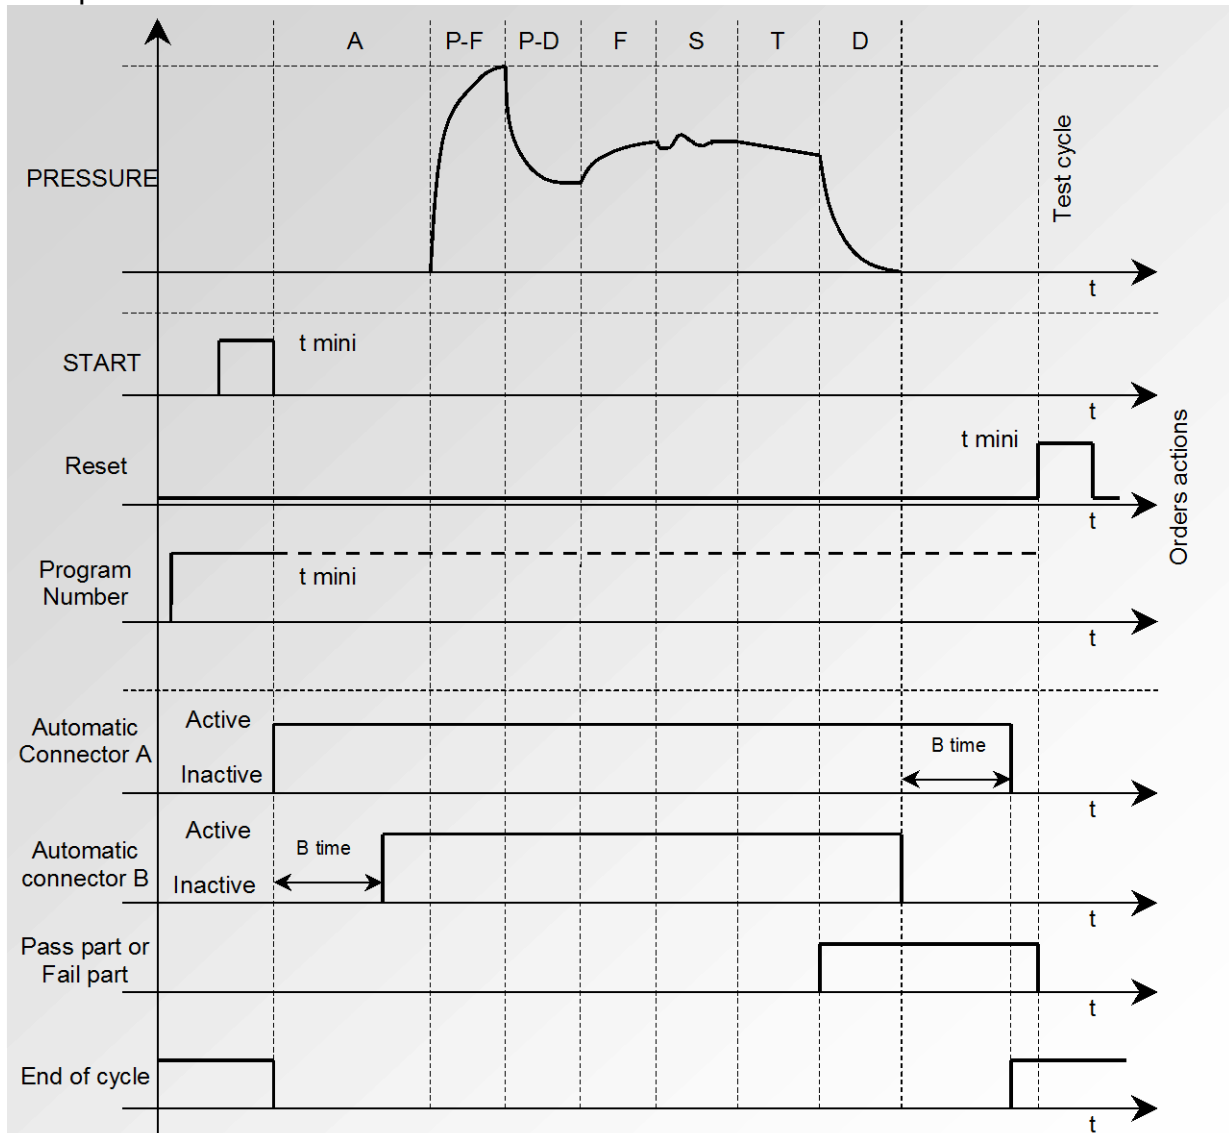 A P-F P-D F S T D
PRESSURE
Test cycle
t
START
t mini
t
Reset
t mini
t
Orders actions
Program
Number
t mini
t
Automatic
Connector A
Active
Inactive
B time
t
Automatic
connector B
Active
Inactive
B time
t
Pass part or
Fail part
t
End of cycle
t